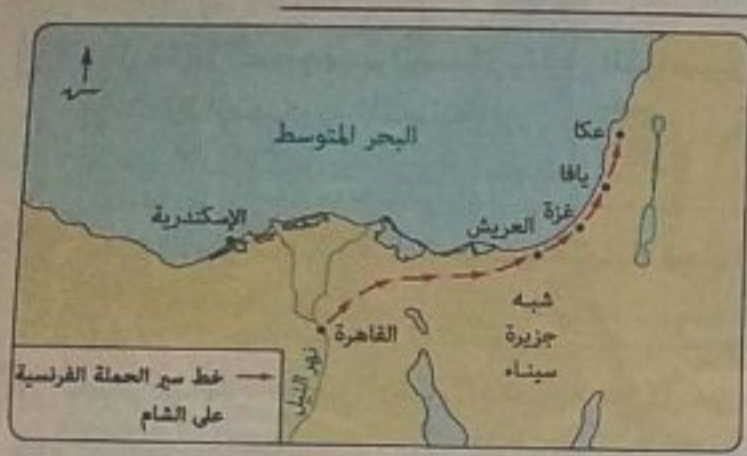 البحر المتوسط
عكا
يافا
غزة
العريش
الإسكندرية
القاهرة
شبه
جزيرة
سيناء
نهر النيل
خط سير الحملة الفرنسية
على الشام